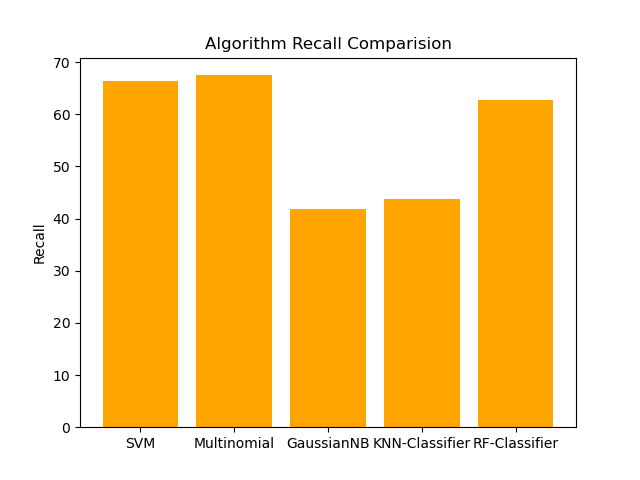 Algorithm Recall Comparision
70
60
50
40
30
20
10
0
Recall
SVM Multinomial GaussianNB KNN-Classifier RF-Classifier